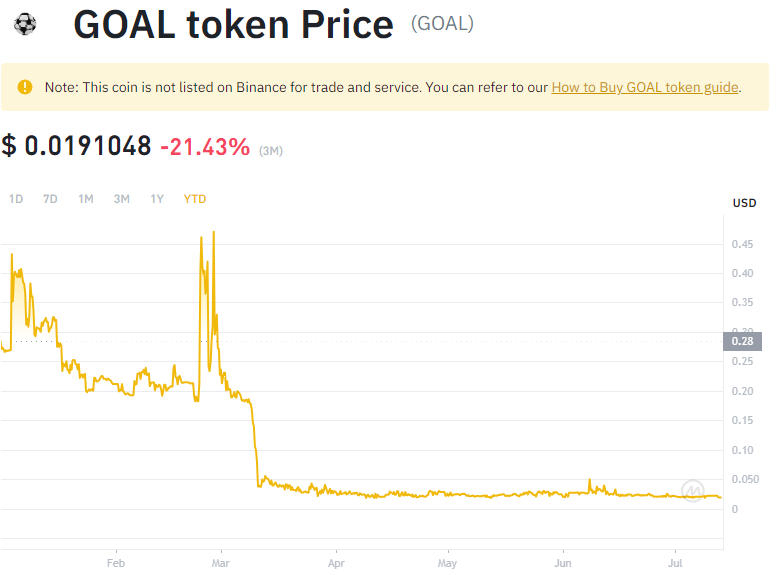 GOAL token Price (GOAL)
Note: This coin is not listed on Binance for trade and service. You can refer to our How to Buy GOAL token guide.
$ 0.0191048 -21.43% (3M)
1D 7D 1M 3M 1Y YTD
USD
0.45
0.40
0.35
0.30
0.28
0.25
0.20
0.15
0.10
0.050
0
Feb Mar Apr May Jun Jul